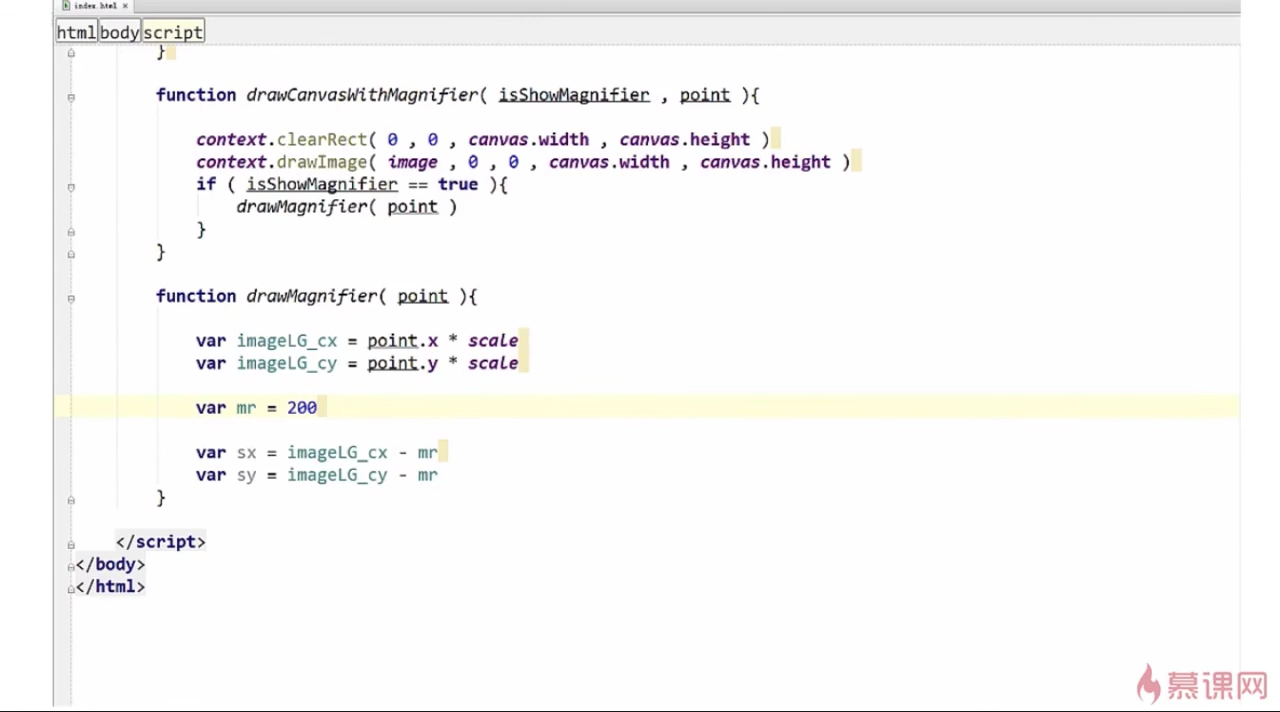 index.html ×
html body script
}
function drawCanvasWithMagnifier( isShowMagnifier , point ){
context.clearRect( 0 , 0 , canvas.width , canvas.height )
context.drawImage( image , 0 , 0 , canvas.width , canvas.height )
if ( isShowMagnifier == true ){
drawMagnifier( point )
}
}
function drawMagnifier( point ){
var imageLG_cx = point.x * scale
var imageLG_cy = point.y * scale
var mr = 200
var sx = imageLG_cx - mr
var sy = imageLG_cy - mr
}
</script>
</body>
</html>
慕课网